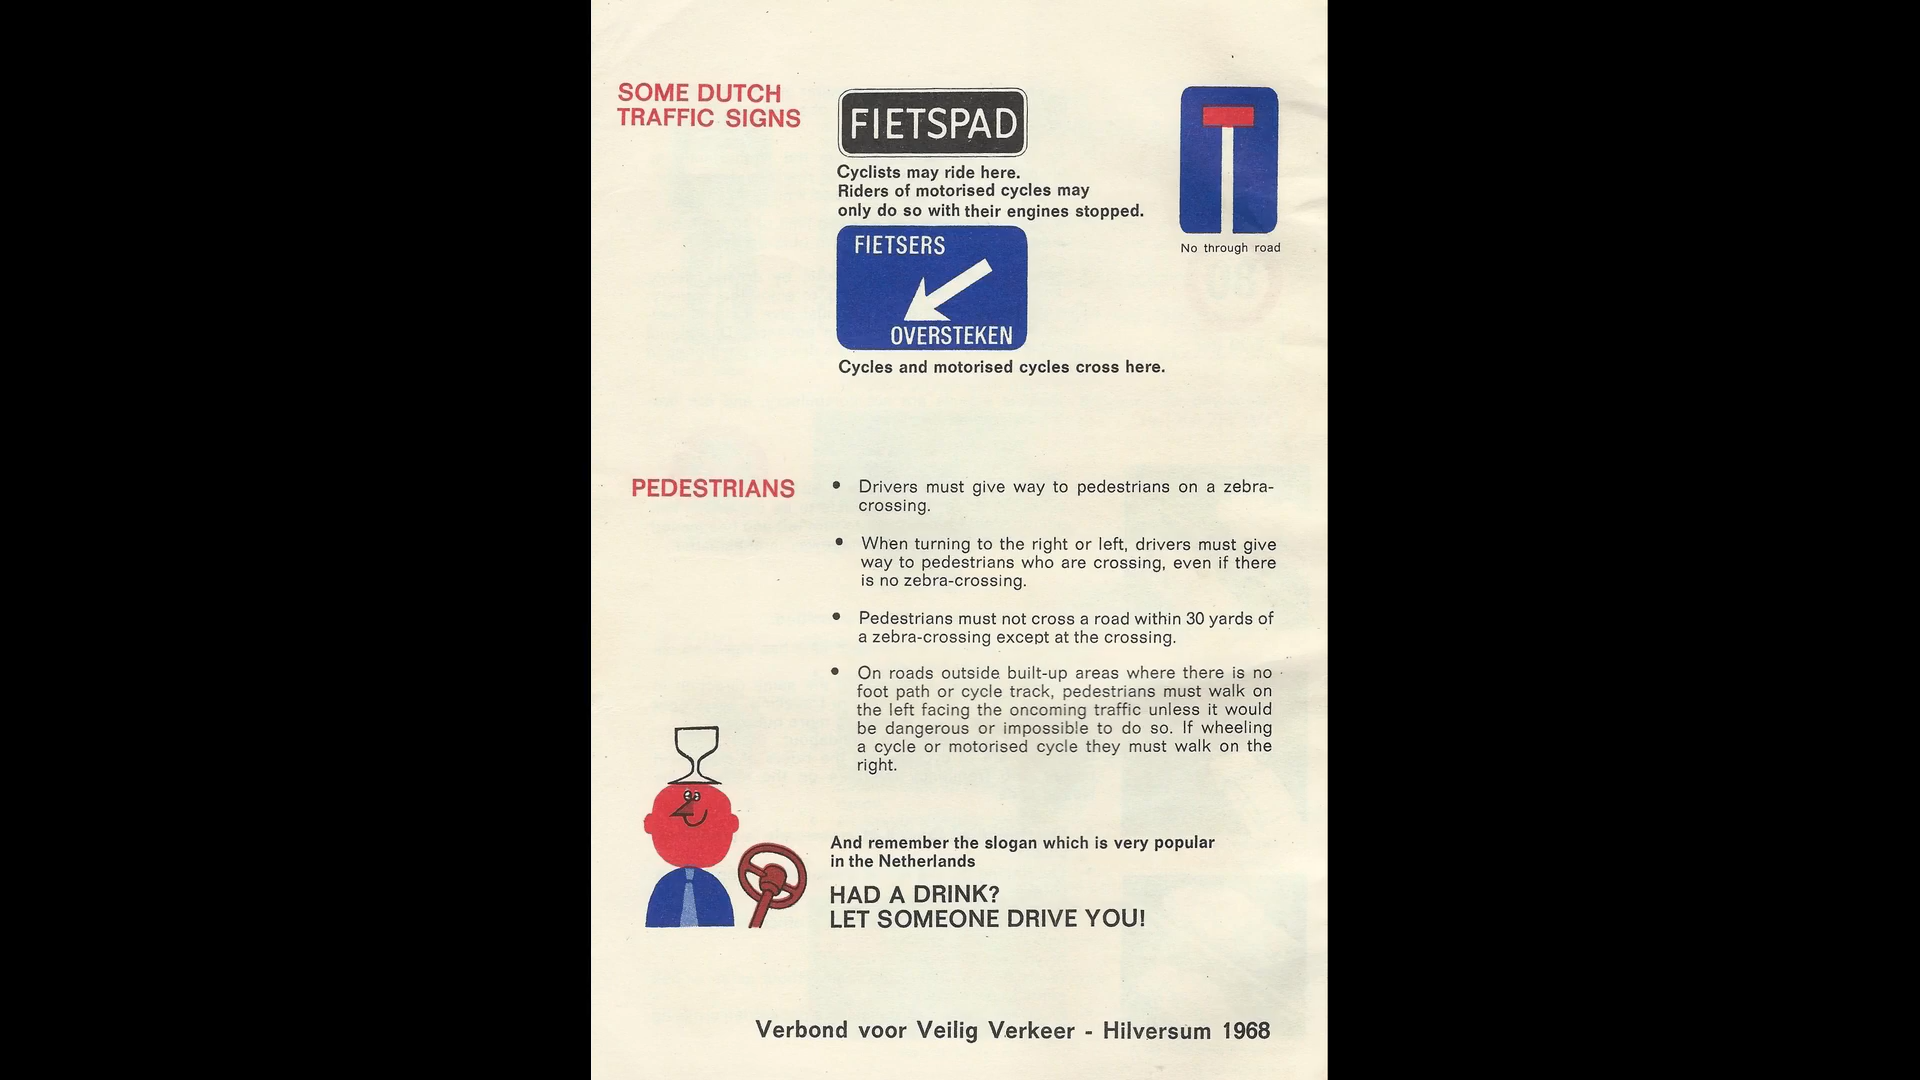 SOME DUTCH
TRAFFIC SIGNS
FIETSPAD
Cyclists may ride here.
Riders of motorised cycles may
only do so with their engines stopped.
No through road
FIETSERS
OVERSTEKEN
Cycles and motorised cycles cross here.
PEDESTRIANS
• Drivers must give way to pedestrians on a zebra-
crossing.
• When turning to the right or left, drivers must give
way to pedestrians who are crossing, even if there
is no zebra-crossing.
• Pedestrians must not cross a road within 30 yards of
a zebra-crossing except at the crossing.
• On roads outside built-up areas where there is no
foot path or cycle track, pedestrians must walk on
the left facing the oncoming traffic unless it would
be dangerous or impossible to do so. If wheeling
a cycle or motorised cycle they must walk on the
right.
And remember the slogan which is very popular
in the Netherlands
HAD A DRINK?
LET SOMEONE DRIVE YOU!
Verbond voor Veilig Verkeer - Hilversum 1968